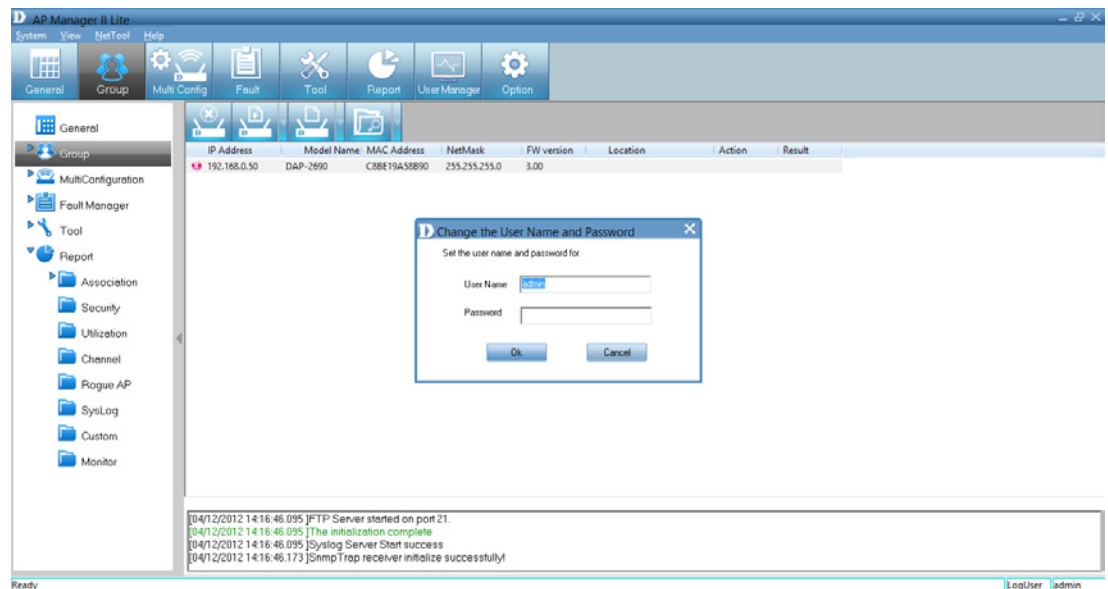 D AP Manager II Lite
System View NetTool Help
General Group Multi Config Fault Tool Report UserManager Option
General
Group
MultiConfiguration
Fault Manager
Tool
Report
Association
Security
Utilization
Channel
Rogue AP
SysLog
Custom
Monitor
IP Address Model Name MAC Address NetMask FW version Location Action Result
192.168.0.50 DAP-2690 C8BE19A58B90 255.255.255.0 3.00
D Change the User Name and Password
Set the user name and password for
User Name admin
Password
Ok Cancel
[04/12/2012 14:16:46.095 ]FTP Server started on port 21.
[04/12/2012 14:16:46.095 ]The initialization complete
[04/12/2012 14:16:46.095 ]Syslog Server Start success
[04/12/2012 14:16:46.173 ]SnmpTrap receiver initialize successfully!
Ready LogUser admin